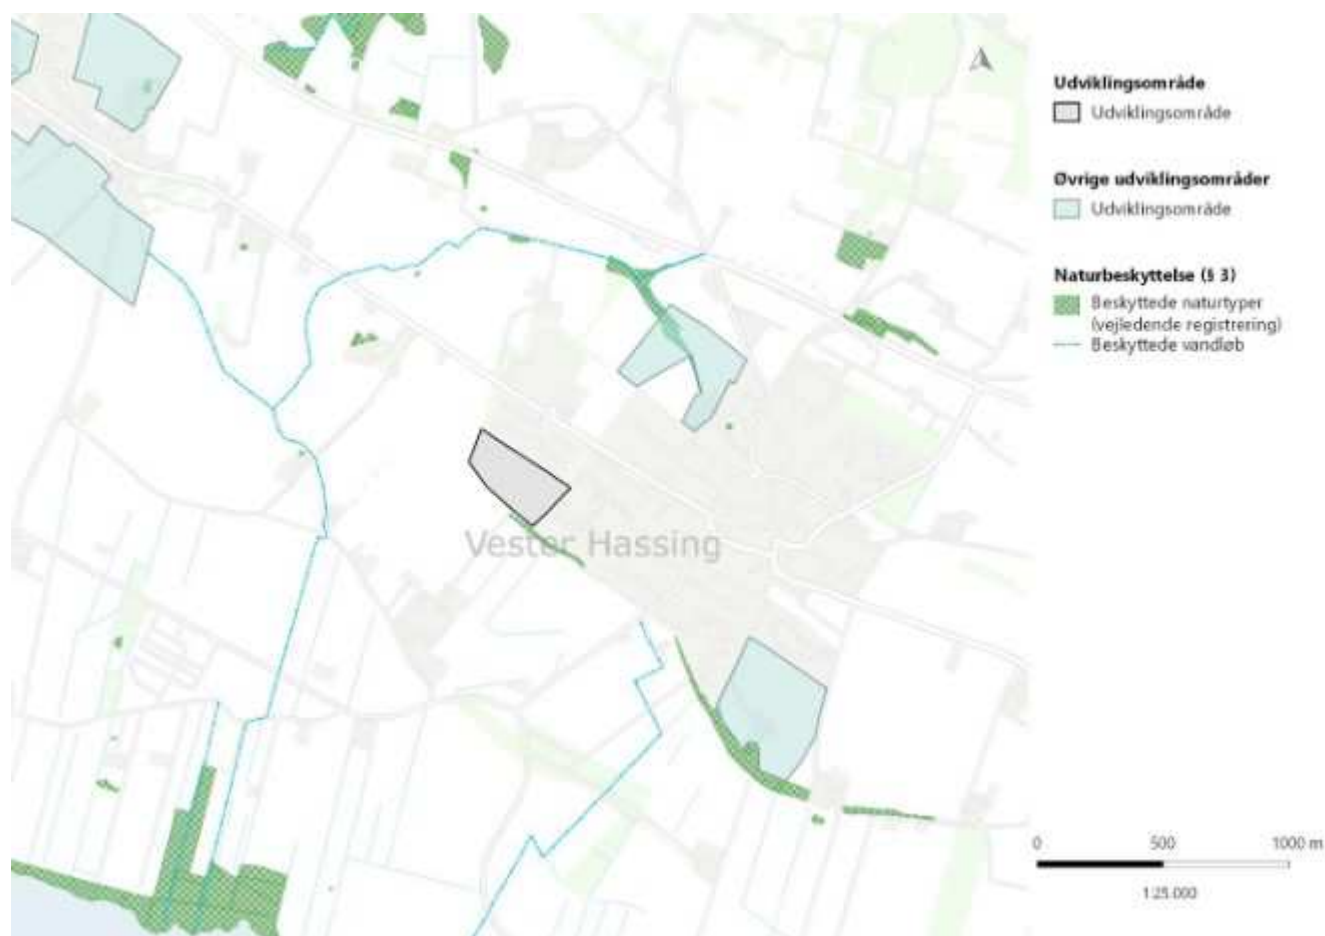 Udviklingsområde
Udviklingsområde
Øvrige udviklingsområder
Udviklingsområde
Naturbeskyttelse (§ 3)
Beskyttede naturtyper
(vejledende registrering)
Beskyttede vandløb
Vester Hassing
0 500 1000 m
1:25.000